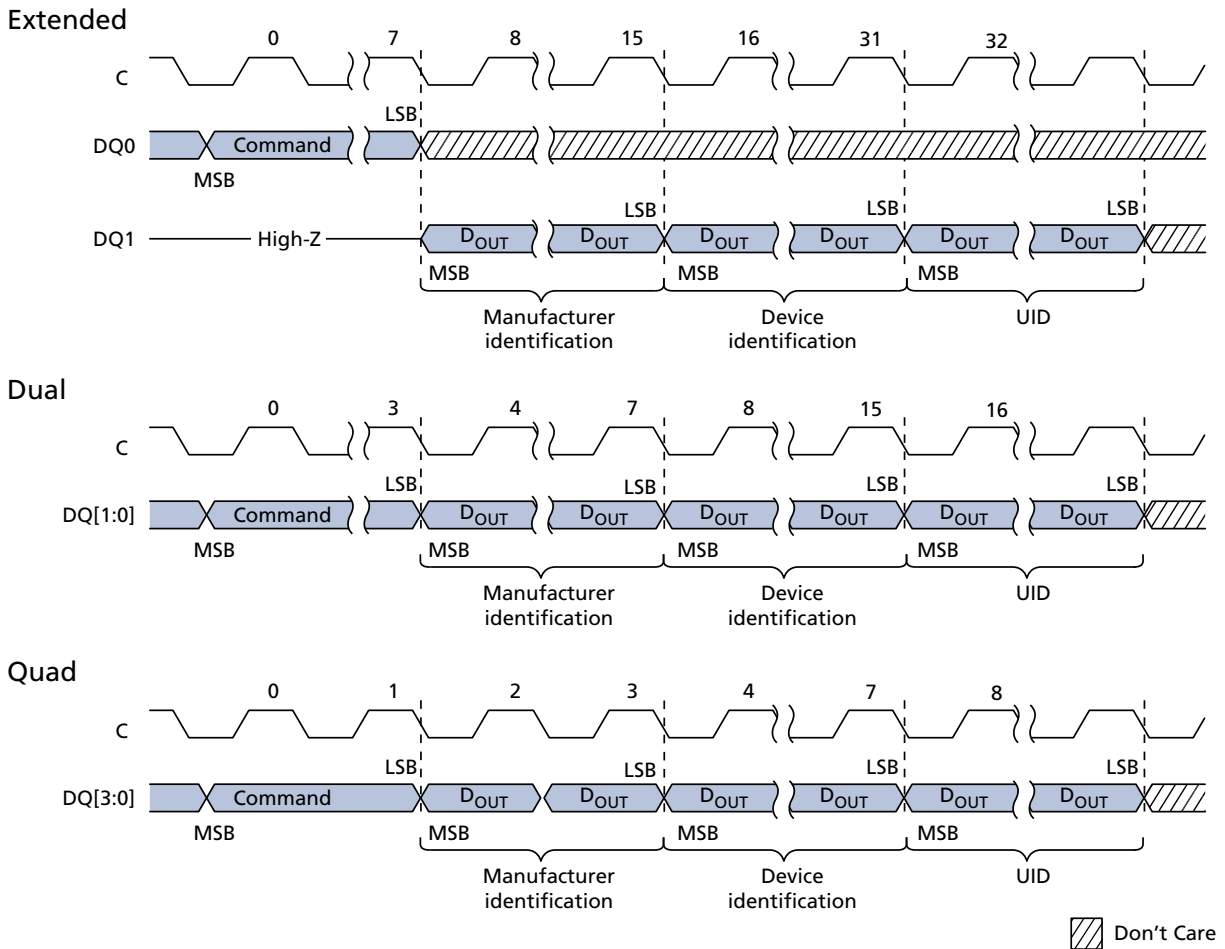 Extended
0 7 8 15 16 31 32
C
LSB
DQ0 Command
MSB
LSB LSB LSB
DQ1 High-Z DOUT DOUT DOUT DOUT DOUT DOUT
MSB MSB MSB
Manufacturer identification Device identification UID
Dual
0 3 4 7 8 15 16
C
LSB LSB LSB LSB
DQ[1:0] Command DOUT DOUT DOUT DOUT DOUT DOUT
MSB MSB MSB MSB
Manufacturer identification Device identification UID
Quad
0 1 2 3 4 7 8
C
LSB LSB LSB LSB
DQ[3:0] Command DOUT DOUT DOUT DOUT DOUT DOUT
MSB MSB MSB MSB
Manufacturer identification Device identification UID
Don't Care